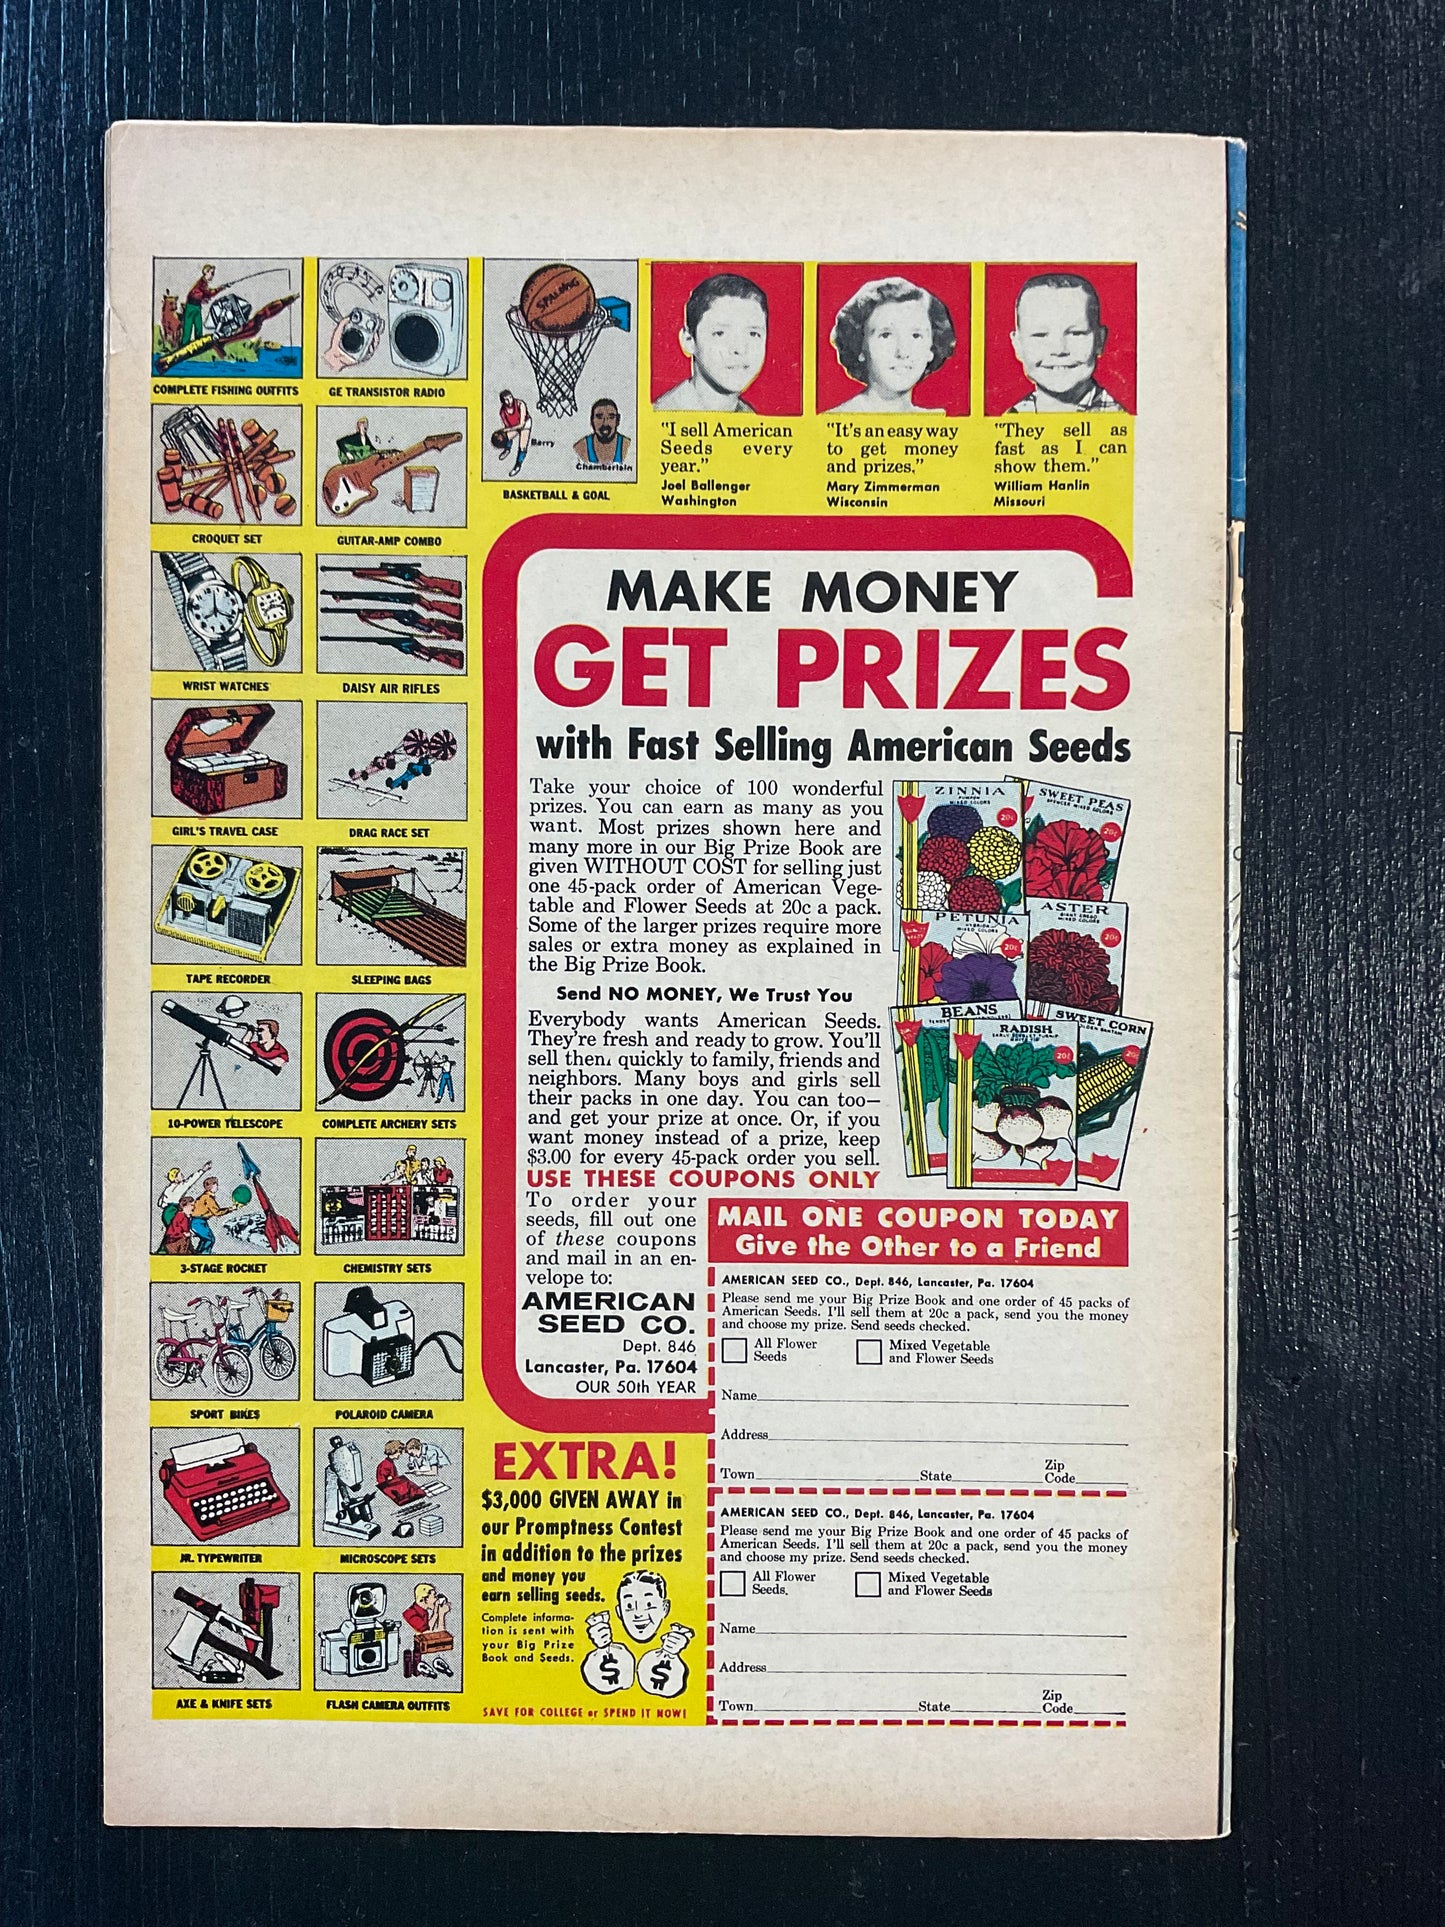 COMPLETE FISHING OUTFITS
GE TRANSISTOR RADIO
CROQUET SET
GUITAR-AMP COMBO
WRIST WATCHES
DAISY AIR RIFLES
GIRL'S TRAVEL CASE
DRAG RACE SET
TAPE RECORDER
SLEEPING BAGS
10-POWER TELESCOPE
COMPLETE ARCHERY SETS
3-STAGE ROCKET
CHEMISTRY SETS
SPORT BIKES
POLAROID CAMERA
JR. TYPEWRITER
MICROSCOPE SETS
AXE & KNIFE SETS
FLASH CAMERA OUTFITS
SPALDING
Barry
Chamberlain
BASKETBALL & GOAL
"I sell American
Seeds every
year."
Joel Ballenger
Washington
"It's an easy way
to get money
and prizes."
Mary Zimmerman
Wisconsin
"They sell as
fast as I can
show them."
William Hanlin
Missouri
MAKE MONEY
GET PRIZES
with Fast Selling American Seeds
Take your choice of 100 wonderful
prizes. You can earn as many as you
want. Most prizes shown here and
many more in our Big Prize Book are
given WITHOUT COST for selling just
one 45-pack order of American Vege-
table and Flower Seeds at 20c a pack.
Some of the larger prizes require more
sales or extra money as explained in
the Big Prize Book.
Send NO MONEY, We Trust You
Everybody wants American Seeds.
They're fresh and ready to grow. You'll
sell them quickly to family, friends and
neighbors. Many boys and girls sell
their packs in one day. You can too—
and get your prize at once. Or, if you
want money instead of a prize, keep
$3.00 for every 45-pack order you sell.
USE THESE COUPONS ONLY
To order your
seeds, fill out one
of these coupons
and mail in an en-
velope to:
AMERICAN
SEED CO.
Dept. 846
Lancaster, Pa. 17604
OUR 50th YEAR
ZINNIA
MIXED COLORS
20¢
SWEET PEAS
SPENCER MIXED COLORS
20¢
PETUNIA
MIXED COLORS
20¢
ASTER
MIXED COLORS
20¢
BEANS
RADISH
20¢
SWEET CORN
20¢
MAIL ONE COUPON TODAY
Give the Other to a Friend
AMERICAN SEED CO., Dept. 846, Lancaster, Pa. 17604
Please send me your Big Prize Book and one order of 45 packs of
American Seeds. I'll sell them at 20c a pack, send you the money
and choose my prize. Send seeds checked.
All Flower
Seeds
Mixed Vegetable
and Flower Seeds
Name
Address
Town State Zip Code
AMERICAN SEED CO., Dept. 846, Lancaster, Pa. 17604
Please send me your Big Prize Book and one order of 45 packs of
American Seeds. I'll sell them at 20c a pack, send you the money
and choose my prize. Send seeds checked.
All Flower
Seeds.
Mixed Vegetable
and Flower Seeds
Name
Address
Town State Zip Code
EXTRA!
$3,000 GIVEN AWAY in
our Promptness Contest
in addition to the prizes
and money you
earn selling seeds.
Complete informa-
tion is sent with
your Big Prize
Book and Seeds.
$ $
SAVE FOR COLLEGE or SPEND IT NOW!